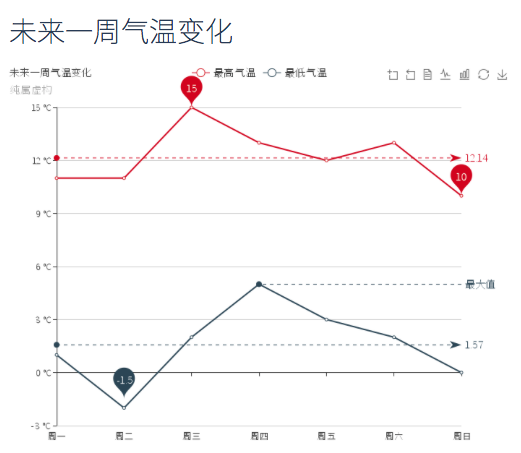 未来一周气温变化
未来一周气温变化
纯属虚构
最高气温 最低气温
15 ℃
12 ℃
9 ℃
6 ℃
3 ℃
0 ℃
-3 ℃
15
12.14
10
最大值
1.57
-1.5
周一 周二 周三 周四 周五 周六 周日